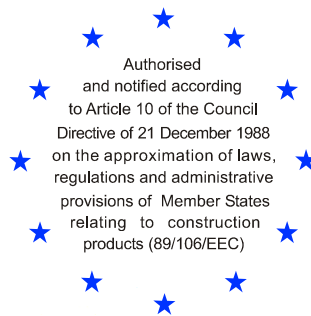 Authorised
and notified according
to Article 10 of the Council
Directive of 21 December 1988
on the approximation of laws,
regulations and administrative
provisions of Member States
relating to construction
products (89/106/EEC)